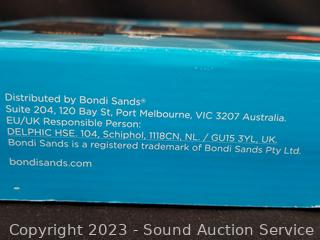 Distributed by Bondi Sands®
Suite 204, 120 Bay St, Port Melbourne, VIC 3207 Australia.
EU/UK Responsible Person:
DELPHIC HSE. 104, Schiphol, 1118CN, NL. / GU15 3YL, UK.
Bondi Sands is a registered trademark of Bondi Sands Pty Ltd.
bondisands.com
Copyright 2023 - Sound Auction Service